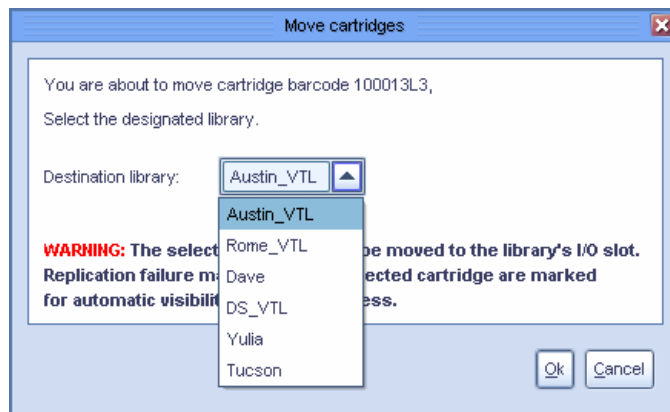 Move cartridges
You are about to move cartridge barcode 100013L3,
Select the designated library.
Destination library: Austin_VTL
Austin_VTL
Rome_VTL
Dave
DS_VTL
Yulia
Tucson
WARNING: The select be moved to the library's I/O slot.
Replication failure ma ected cartridge are marked
for automatic visibili ess.
Ok Cancel